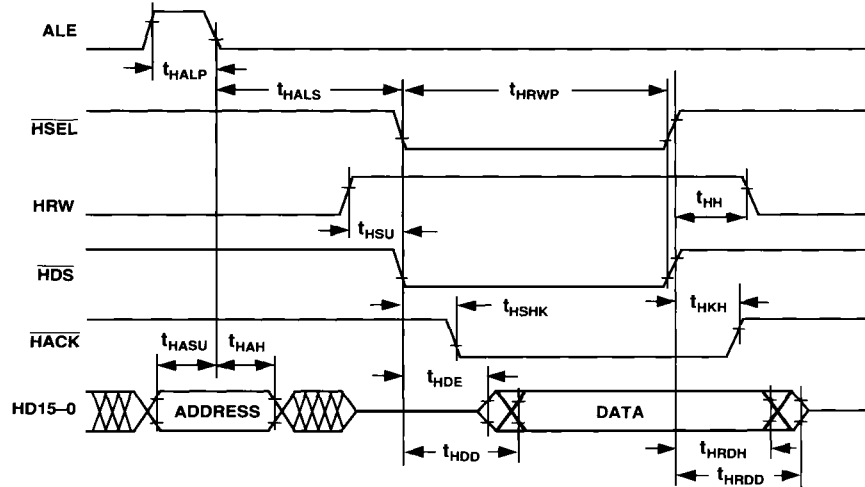 ALE
tHALP
tHALS
tHRWP
HSEL
HRW
tHSU
tHH
HDS
tSHK
tHKH
HACK
tHASU
tHAH
tHDE
HD15–0
ADDRESS
DATA
tHDD
tHRDH
tHRDD